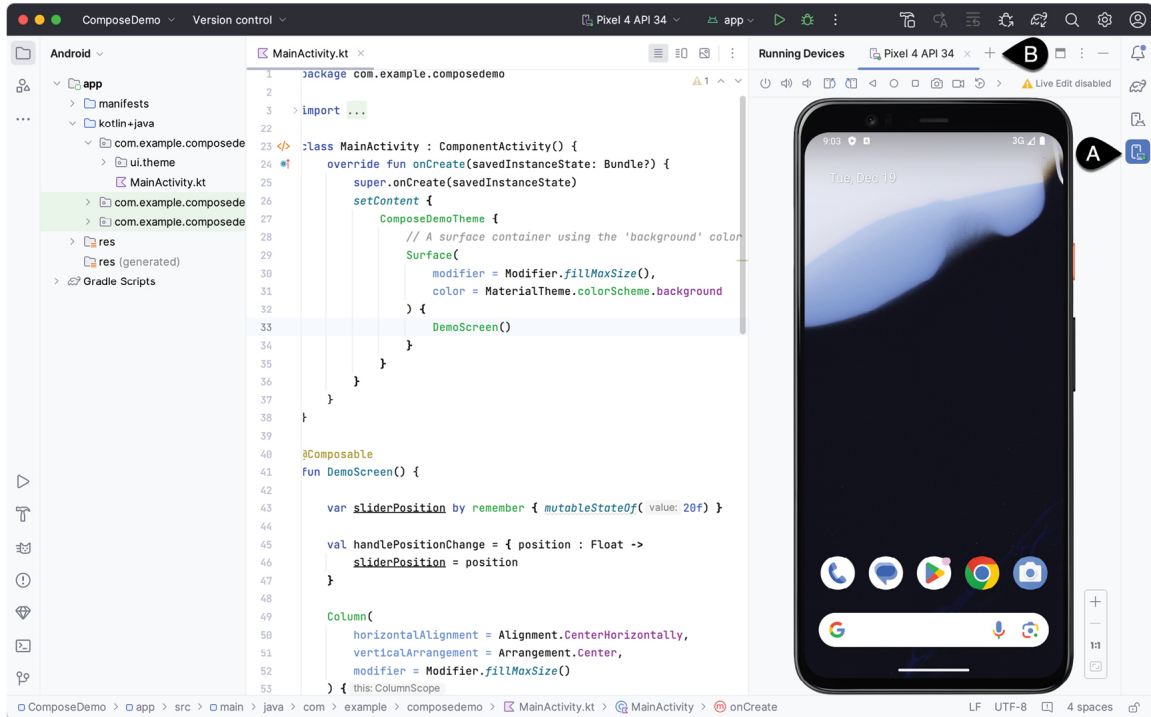 ComposeDemo Version control Pixel 4 API 34 app
Android
MainActivity.kt
Running Devices Pixel 4 API 34
B
A
Live Edit disabled
app
manifests
kotlin+java
com.example.composede
ui.theme
MainActivity.kt
com.example.composede
com.example.composede
res
res (generated)
Gradle Scripts
1 package com.example.composedemo
1
2
3 import ...
22
23 class MainActivity : ComponentActivity() {
24 override fun onCreate(savedInstanceState: Bundle?) {
25 super.onCreate(savedInstanceState)
26 setContent {
27 ComposeDemoTheme {
28 // A surface container using the 'background' color
29 Surface(
30 modifier = Modifier.fillMaxSize(),
31 color = MaterialTheme.colorScheme.background
32 ) {
33 DemoScreen()
34 }
35 }
36 }
37 }
38 }
39
40 @Composable
41 fun DemoScreen() {
42
43 var sliderPosition by remember { mutableStateOf( value: 20f) }
44
45 val handlePositionChange = { position : Float ->
46 sliderPosition = position
47 }
48
49 Column(
50 horizontalAlignment = Alignment.CenterHorizontally,
51 verticalArrangement = Arrangement.Center,
52 modifier = Modifier.fillMaxSize()
53 ) { this: ColumnScope
9:03 3G
Tue, Dec 19
1:1
ComposeDemo > app > src > main > java > com > example > composedemo > MainActivity.kt > MainActivity > onCreate
LF UTF-8 4 spaces